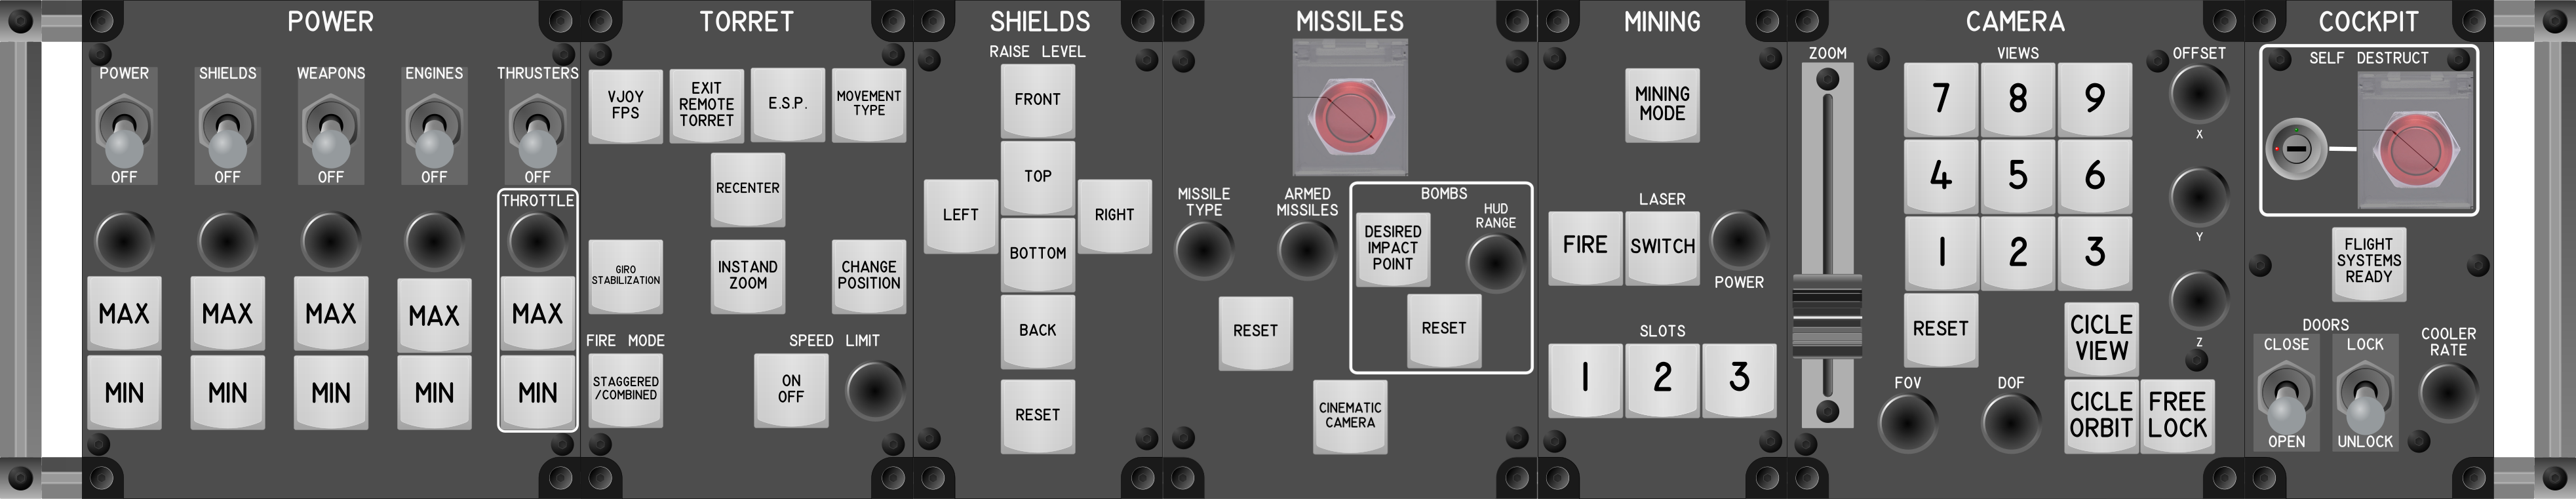 POWER
POWER
SHIELDS
WEAPONS
ENGINES
THRUSTERS
OFF
OFF
OFF
OFF
OFF
THROTTLE
MAX
MAX
MAX
MAX
MAX
MIN
MIN
MIN
MIN
MIN
TORRET
VJOY
FPS
EXIT
REMOTE
TORRET
E.S.P.
MOVEMENT
TYPE
RECENTER
GIRO
STABILIZATION
INSTAND
ZOOM
CHANGE
POSITION
FIRE MODE
STAGGERED
/COMBINED
SPEED LIMIT
ON
OFF
SHIELDS
RAISE LEVEL
FRONT
TOP
LEFT
RIGHT
BOTTOM
BACK
RESET
MISSILES
MISSILE
TYPE
ARMED
MISSILES
BOMBS
DESIRED
IMPACT
POINT
HUD
RANGE
RESET
RESET
CINEMATIC
CAMERA
MINING
MINING
MODE
LASER
FIRE
SWITCH
POWER
SLOTS
1
2
3
CAMERA
ZOOM
VIEWS
7
8
9
4
5
6
1
2
3
RESET
CICLE
VIEW
FOV
DOF
CICLE
ORBIT
FREE
LOCK
OFFSET
X
Y
Z
COCKPIT
SELF DESTRUCT
FLIGHT
SYSTEMS
READY
DOORS
CLOSE
LOCK
OPEN
UNLOCK
COOLER
RATE